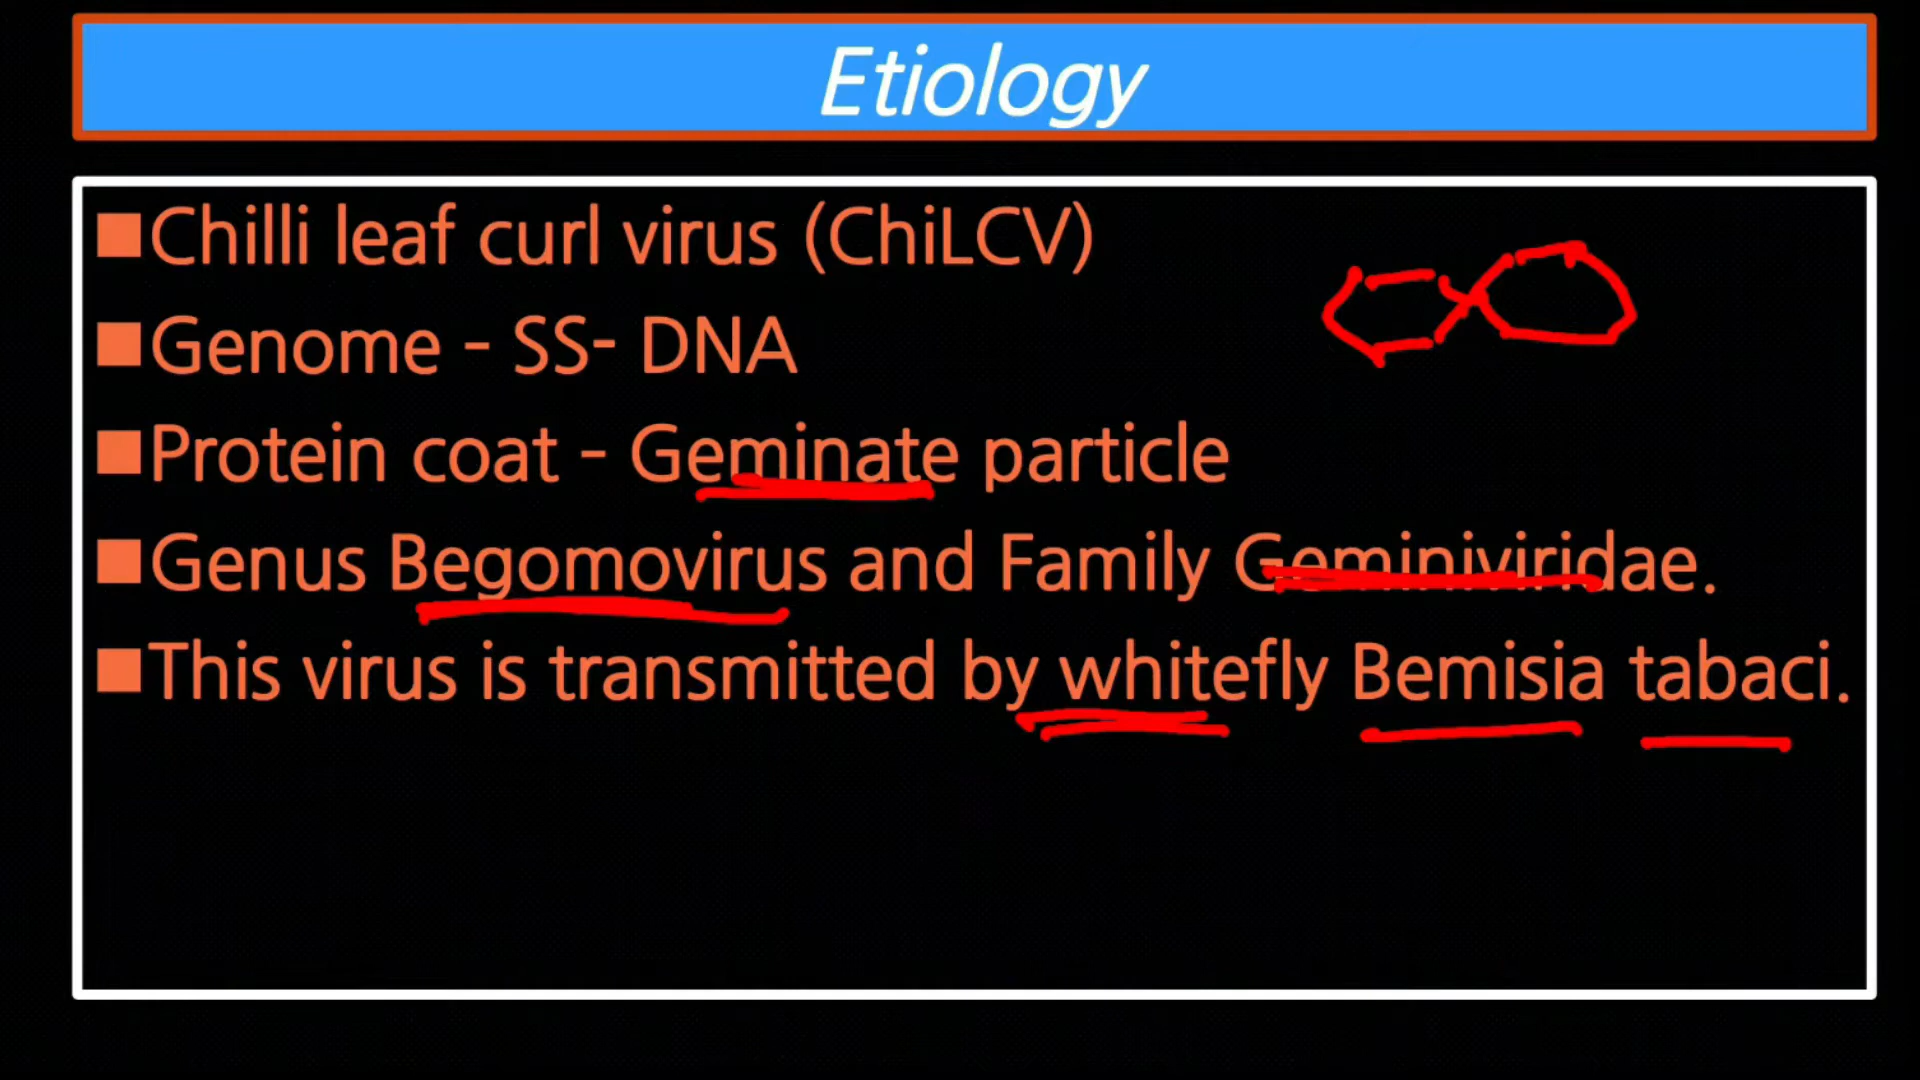 Etiology
Chilli leaf curl virus (ChiLCV)
Genome - SS- DNA
Protein coat - Geminate particle
Genus Begomovirus and Family Geminiviridae.
This virus is transmitted by whitefly Bemisia tabaci.